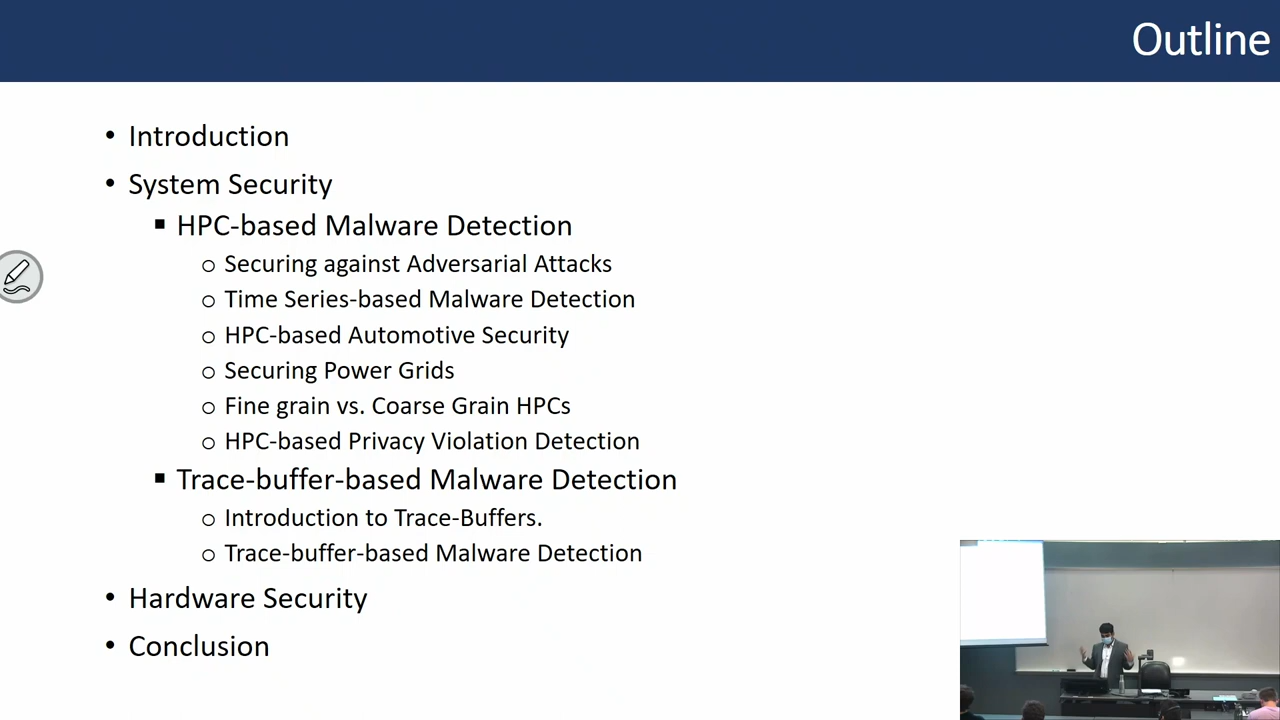 Outline
• Introduction
• System Security
▪ HPC-based Malware Detection
o Securing against Adversarial Attacks
o Time Series-based Malware Detection
o HPC-based Automotive Security
o Securing Power Grids
o Fine grain vs. Coarse Grain HPCs
o HPC-based Privacy Violation Detection
▪ Trace-buffer-based Malware Detection
o Introduction to Trace-Buffers.
o Trace-buffer-based Malware Detection
• Hardware Security
• Conclusion